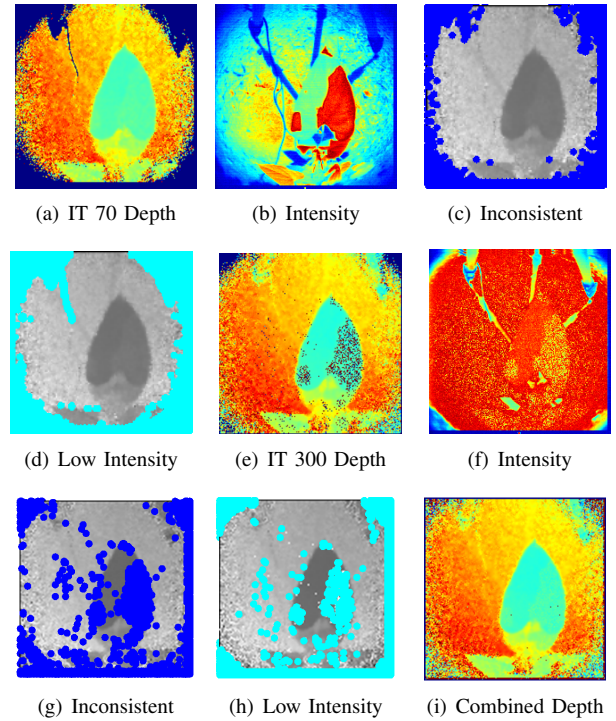 (a) IT 70 Depth
(b) Intensity
(c) Inconsistent
(d) Low Intensity
(e) IT 300 Depth
(f) Intensity
(g) Inconsistent
(h) Low Intensity
(i) Combined Depth